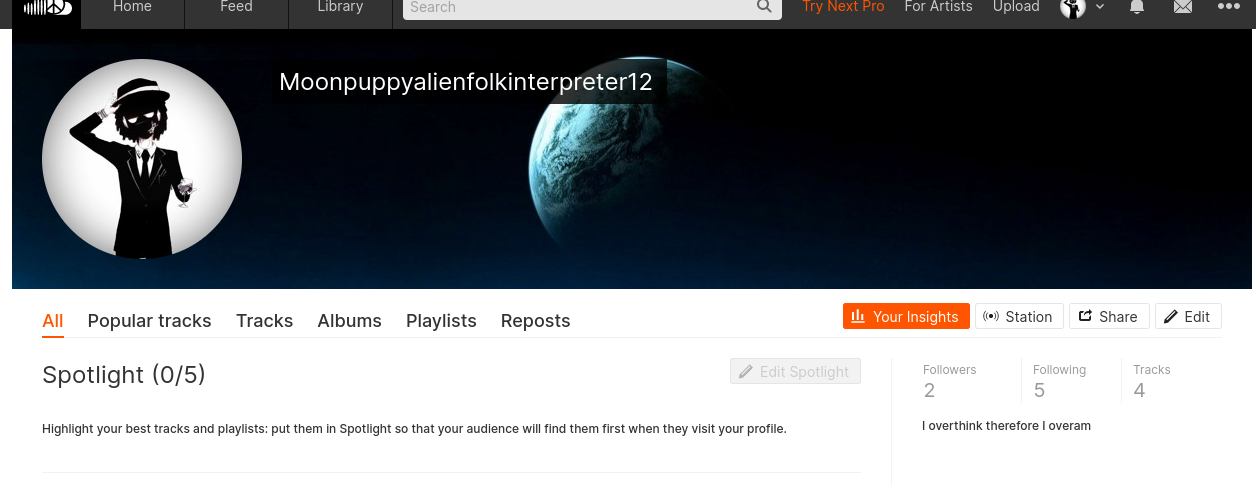 Home Feed Library Search Try Next Pro For Artists Upload
Moonpuppyalienfolkinterpreter12
All Popular tracks Tracks Albums Playlists Reposts Your Insights Station Share Edit
Spotlight (0/5) Edit Spotlight
Followers Following Tracks
2 5 4
Highlight your best tracks and playlists: put them in Spotlight so that your audience will find them first when they visit your profile.
I overthink therefore I overam